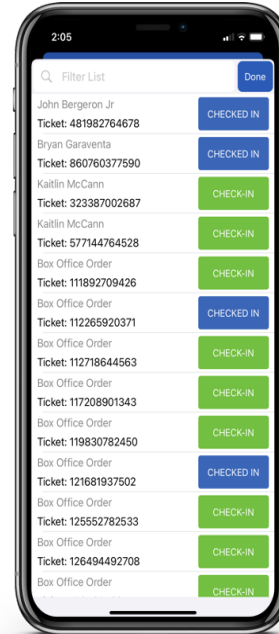 2:05
Filter List
Done
John Bergeron Jr
Ticket: 481982764678
CHECKED IN
Bryan Garaventa
Ticket: 860760377590
CHECKED IN
Kaitlin McCann
Ticket: 323387002687
CHECK-IN
Kaitlin McCann
Ticket: 577144764528
CHECK-IN
Box Office Order
Ticket: 111892709426
CHECK-IN
Box Office Order
Ticket: 112265920371
CHECKED IN
Box Office Order
Ticket: 112718644563
CHECK-IN
Box Office Order
Ticket: 117208901343
CHECK-IN
Box Office Order
Ticket: 119830782450
CHECK-IN
Box Office Order
Ticket: 121681937502
CHECKED IN
Box Office Order
Ticket: 125552782533
CHECK-IN
Box Office Order
Ticket: 126494492708
CHECK-IN
Box Office Order
CHECK-IN